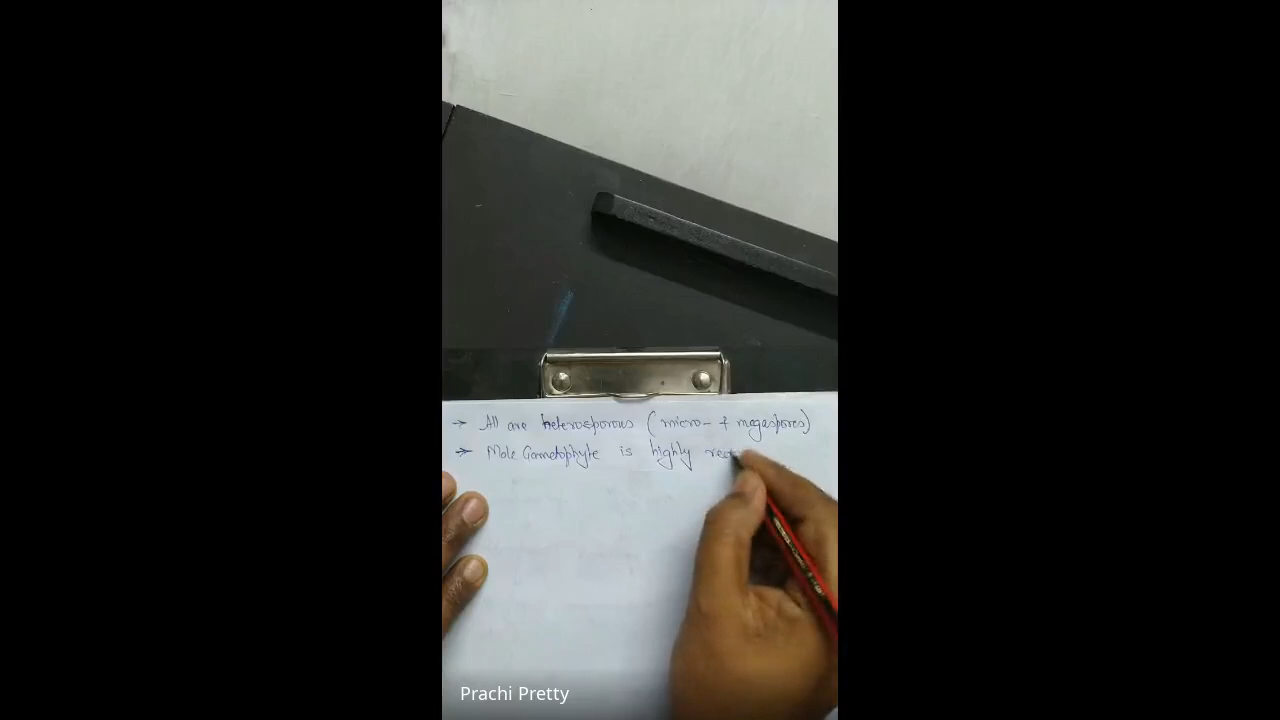 → All are heterosporous (micro- + megaspores)
→ Male Gametophyte is highly
Prachi Pretty